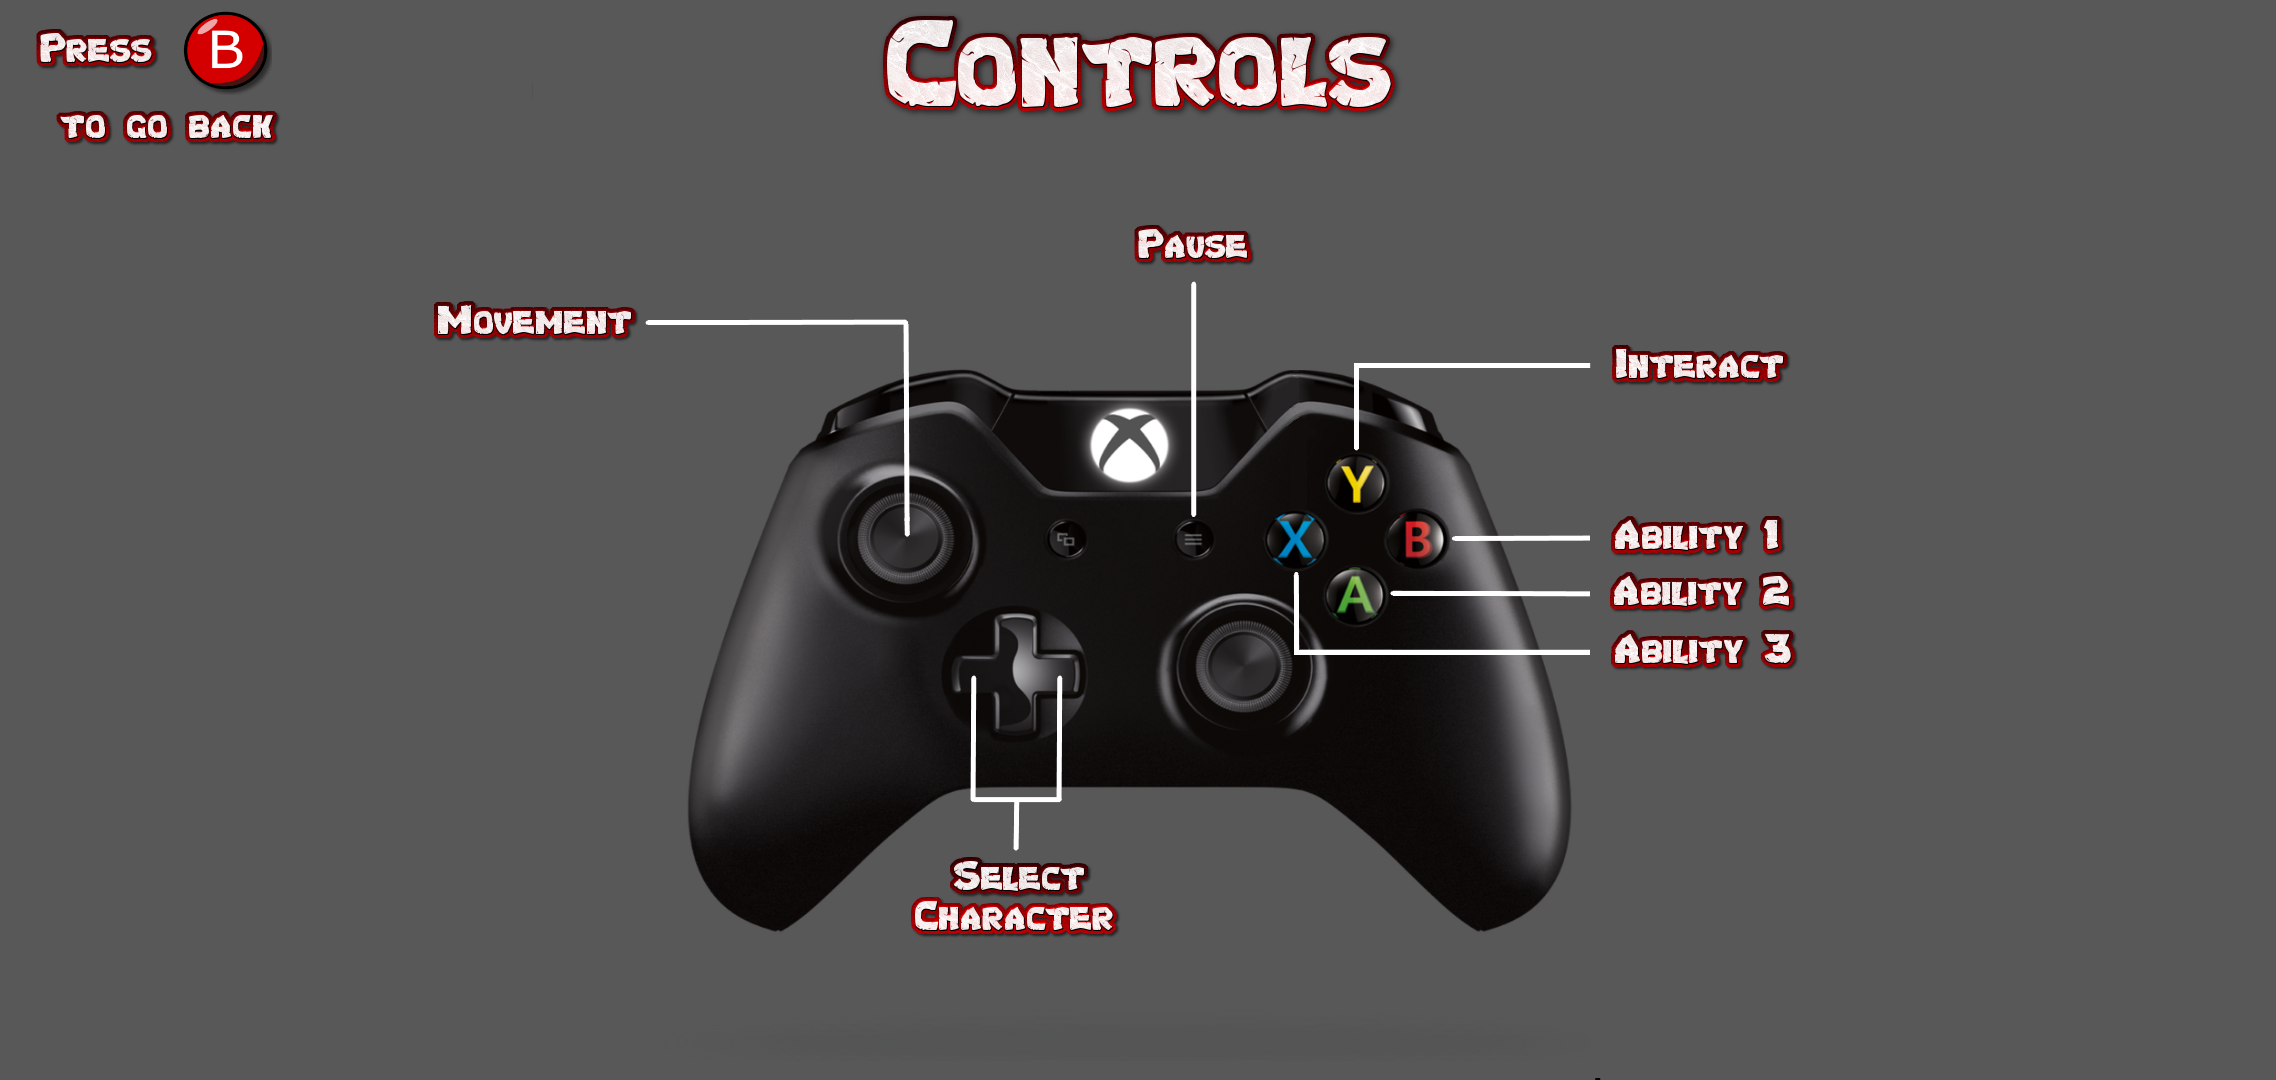 Press B
to go back
Controls
Pause
Movement
Interact
Y
X
B
A
Ability 1
Ability 2
Ability 3
Select
Character